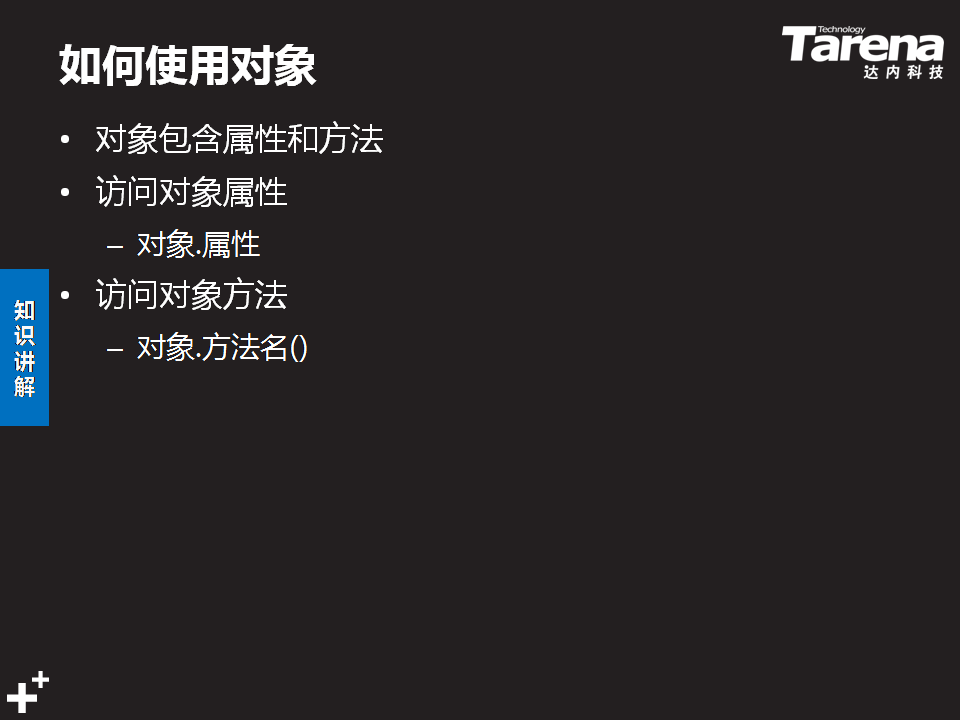 如何使用对象
Technology
Tarena
达内科技
• 对象包含属性和方法
• 访问对象属性
– 对象.属性
• 访问对象方法
– 对象.方法名()
知识讲解